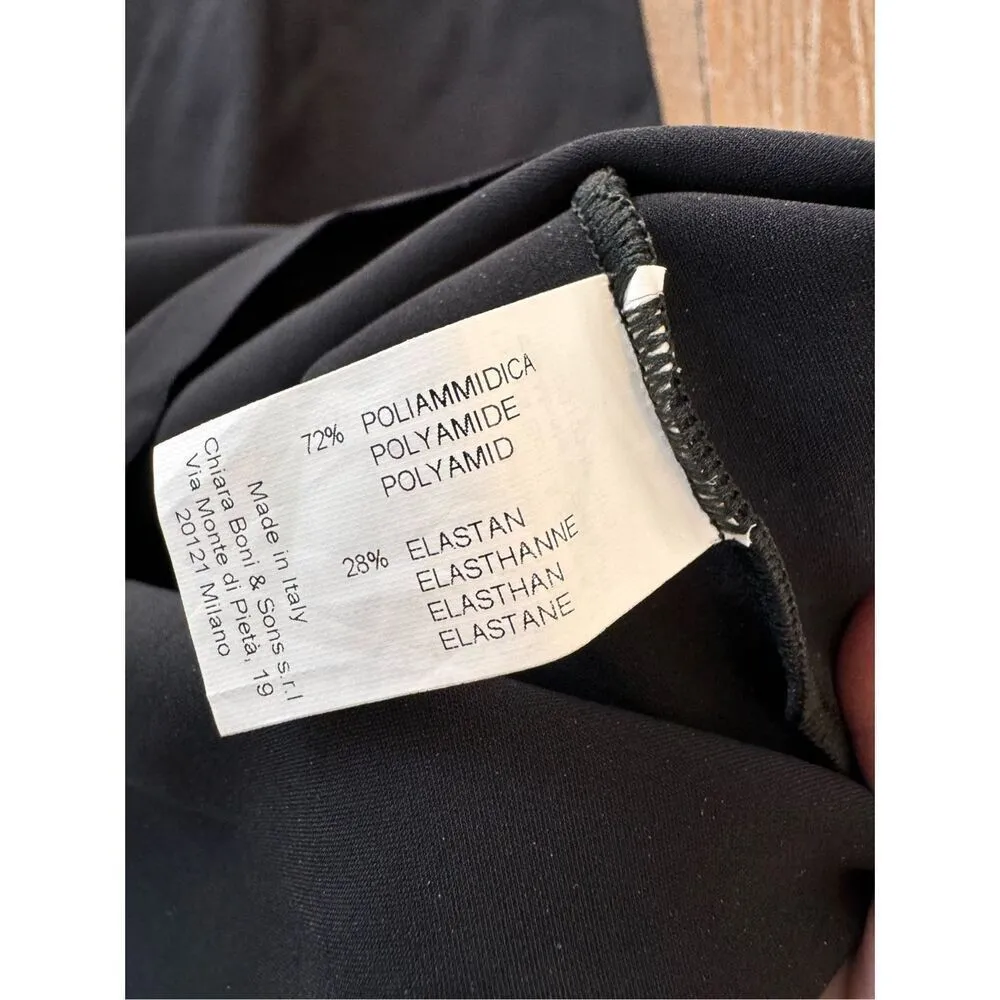 72% POLIAMMIDICA
POLYAMIDE
POLYAMID
28% ELASTAN
ELASTHANNE
ELASTHAN
ELASTANE
Made in Italy
Chiara Boni & Sons s.r.l
Via Monte di Pietà, 19
20121 Milano